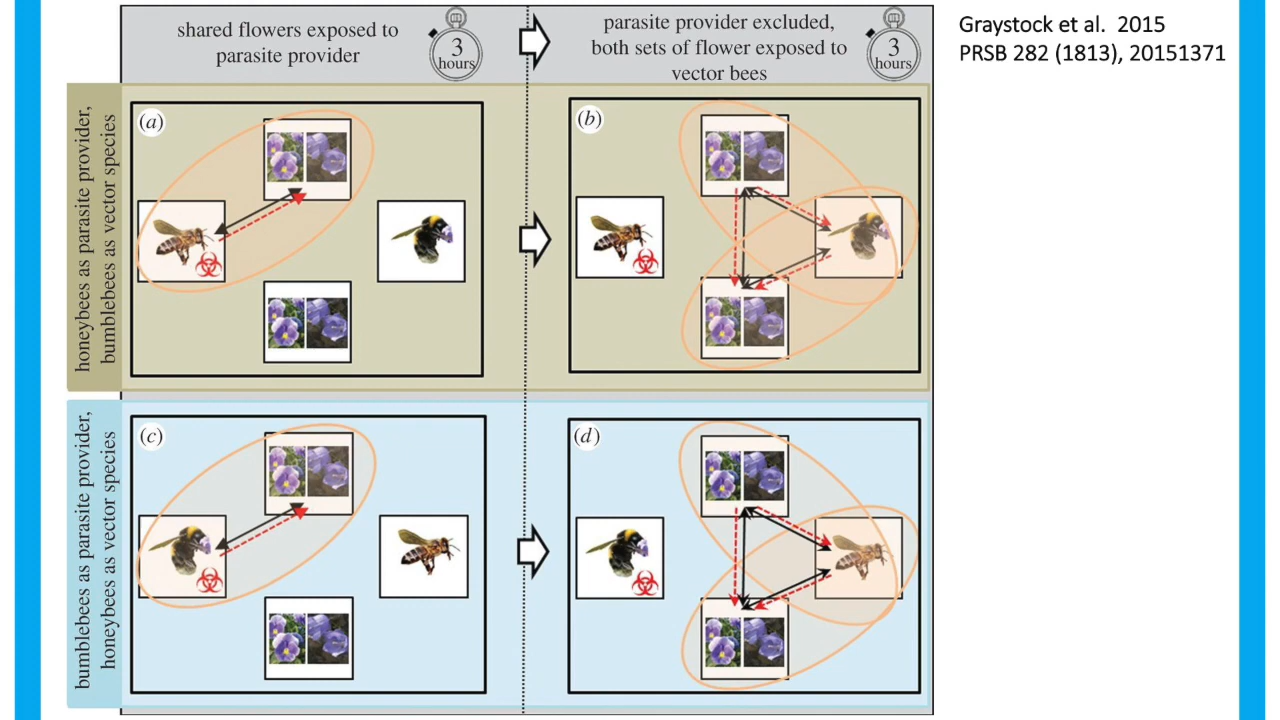 shared flowers exposed to
parasite provider
3
hours
parasite provider excluded,
both sets of flower exposed to
vector bees
3
hours
Graystock et al.  2015
PRSB 282 (1813), 20151371
honeybees as parasite provider,
bumblebees as vector species
(a)
(b)
bumblebees as parasite provider,
honeybees as vector species
(c)
(d)